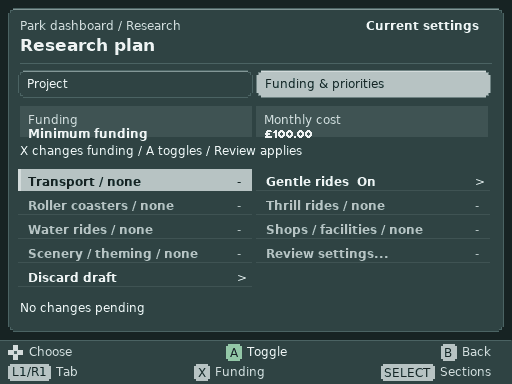 Park dashboard / Research
Current settings
Research plan
Project
Funding & priorities
Funding
Minimum funding
Monthly cost
£100.00
X changes funding / A toggles / Review applies
Transport / none -
Gentle rides On >
Roller coasters / none -
Thrill rides / none -
Water rides / none -
Shops / facilities / none -
Scenery / theming / none -
Review settings... -
Discard draft >
No changes pending
Choose
A Toggle
B Back
L1/R1 Tab
X Funding
SELECT Sections